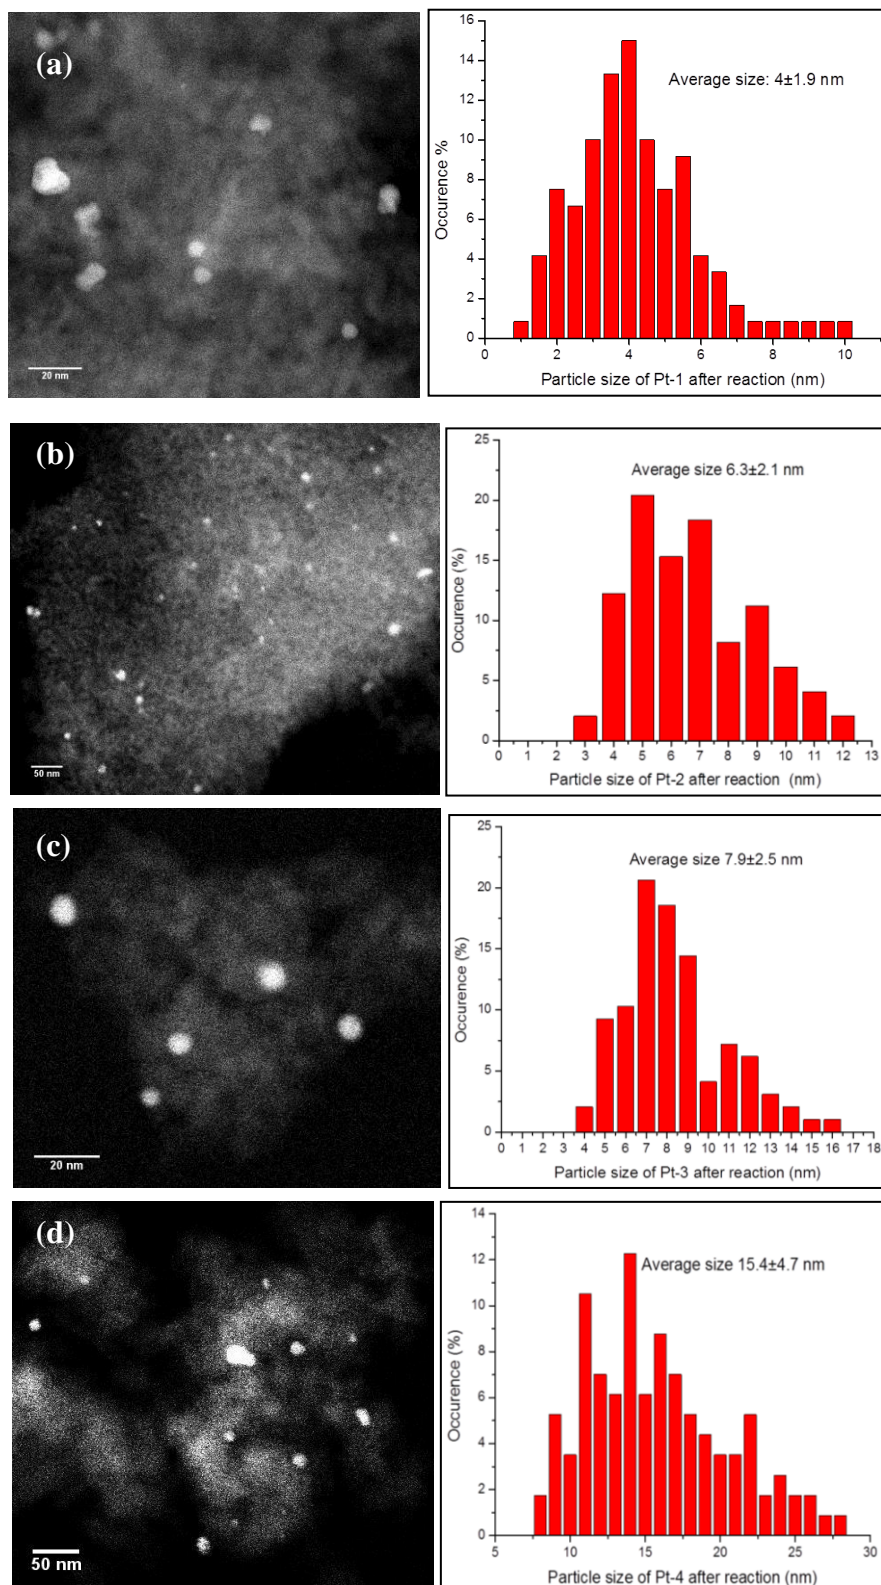 (a)
20 nm
16
14
12
10
8
6
4
2
0
Occurence %
Average size: 4±1.9 nm
0 2 4 6 8 10
Particle size of Pt-1 after reaction (nm)
(b)
50 nm
25
20
15
10
5
0
Occurence (%)
Average size 6.3±2.1 nm
0 1 2 3 4 5 6 7 8 9 10 11 12 13
Particle size of Pt-2 after reaction (nm)
(c)
20 nm
25
20
15
10
5
0
Occurence (%)
Average size 7.9±2.5 nm
0 1 2 3 4 5 6 7 8 9 10 11 12 13 14 15 16 17 18
Particle size of Pt-3 after reaction (nm)
(d)
50 nm
14
12
10
8
6
4
2
0
Occurence (%)
Average size 15.4±4.7 nm
5 10 15 20 25 30
Particle size of Pt-4 after reaction (nm)